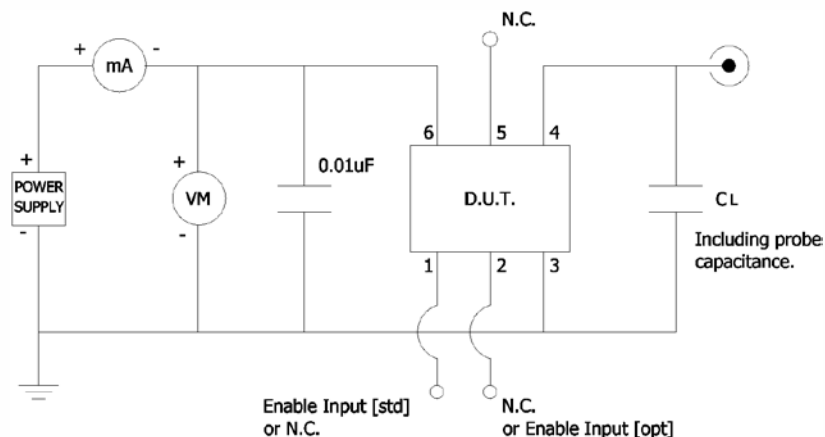 N.C.
+ mA -
6 5 4
+
POWER
SUPPLY
-
+
VM
-
0.01uF
D.U.T.
CL
Including probe
capacitance.
1 2 3
Enable Input [std]
or N.C.
N.C.
or Enable Input [opt]